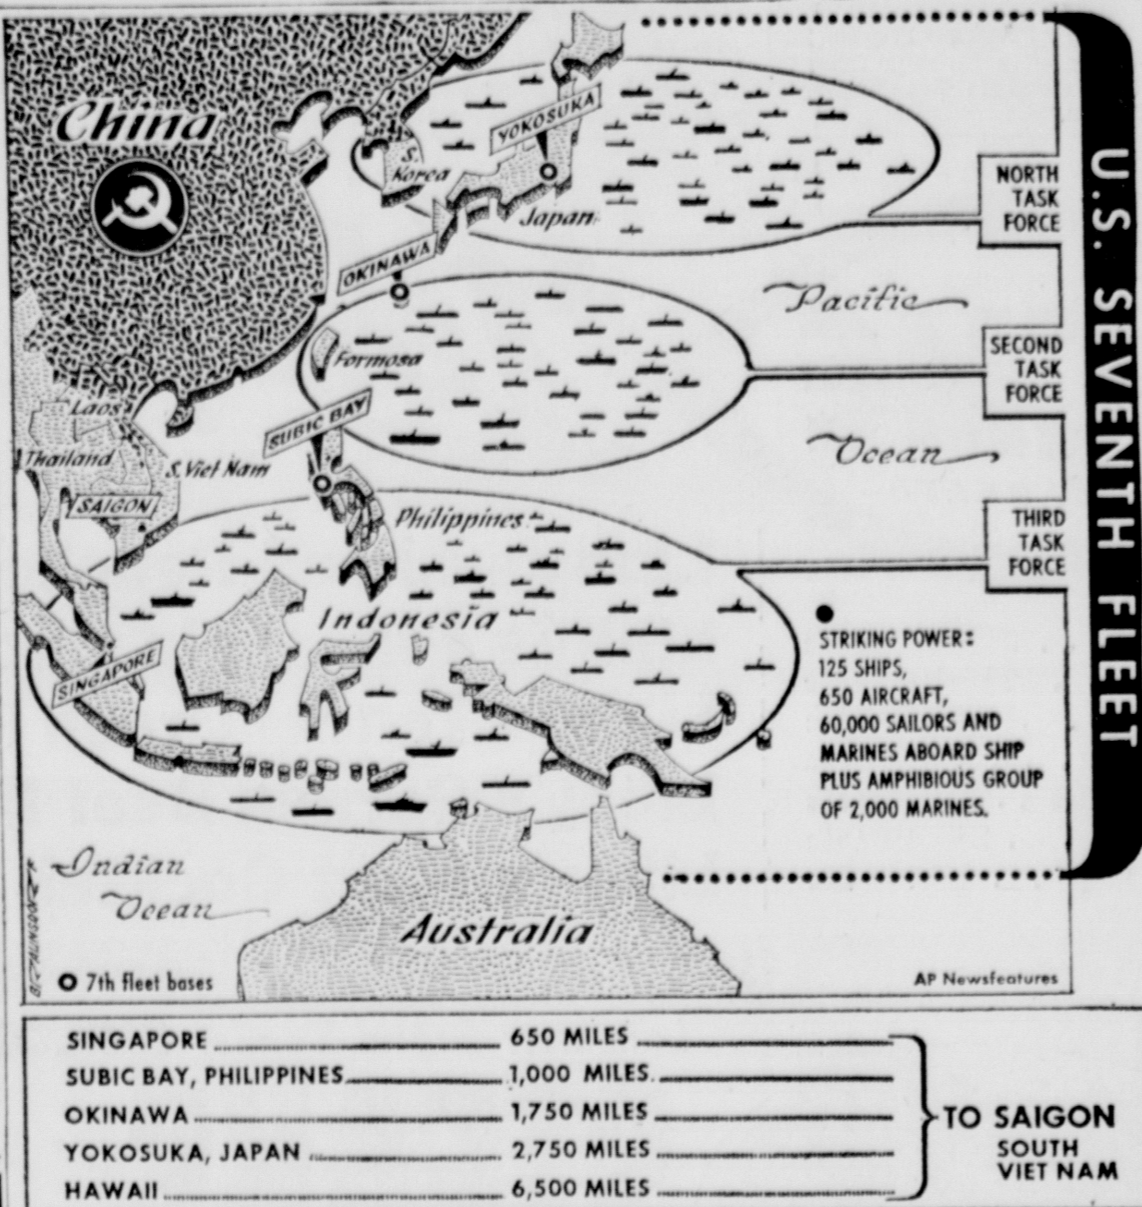 China
YOKOSUKA
S.
Korea
Japan
OKINAWA
NORTH
TASK
FORCE
Pacific
Formosa
SECOND
TASK
FORCE
SUBIC BAY
Laos
Thailand
S. Viet Nam
SAIGON
Ocean
Philippines
THIRD
TASK
FORCE
Indonesia
SINGAPORE
STRIKING POWER:
125 SHIPS,
650 AIRCRAFT,
60,000 SAILORS AND
MARINES ABOARD SHIP
PLUS AMPHIBIOUS GROUP
OF 2,000 MARINES.
U.S. SEVENTH FLEET
Indian
Ocean
Australia
7th fleet bases
AP Newsfeatures
SINGAPORE 650 MILES
SUBIC BAY, PHILIPPINES 1,000 MILES
OKINAWA 1,750 MILES
YOKOSUKA, JAPAN 2,750 MILES
HAWAII 6,500 MILES
TO SAIGON
SOUTH
VIET NAM